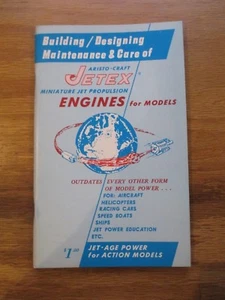 Building / Designing
Maintenance & Care of
ARISTO-CRAFT
JETEX
MINIATURE JET PROPULSION
ENGINES for MODELS
OUTDATES EVERY OTHER FORM
OF MODEL POWER . . .
FOR: AIRCRAFT
HELICOPTERS
RACING CARS
SPEED BOATS
SHIPS
JET POWER EDUCATION
ETC.
$1.00
JET-AGE POWER
for ACTION MODELS